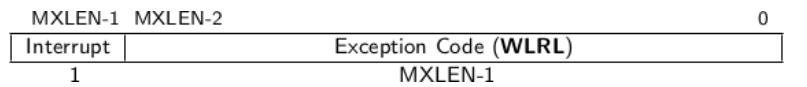 MXLEN-1 MXLEN-2 0
Interrupt Exception Code (WLRL)
1 MXLEN-1